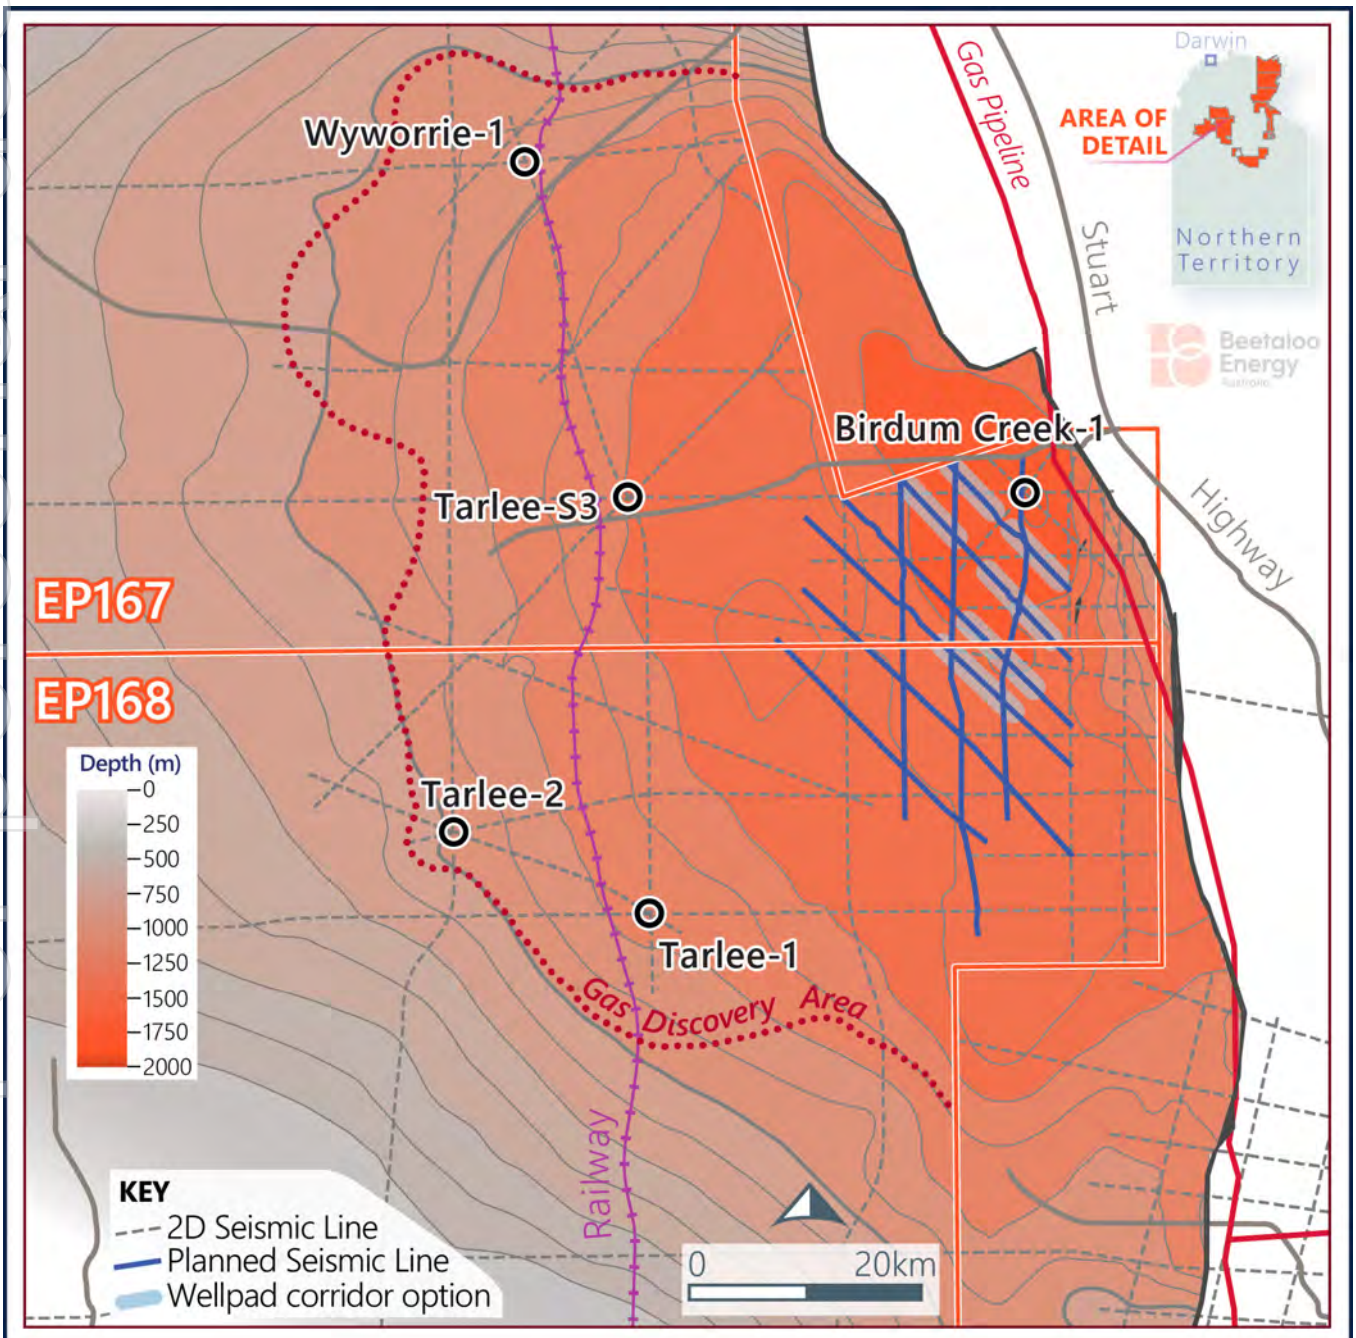 Darwin
AREA OF
DETAIL
Northern
Territory
Gas Pipeline
Stuart
Highway
Beetaloo
Energy
Australia
Wyworrie-1
Birdum Creek-1
Tarlee-S3
EP167
EP168
Depth (m)
0
250
500
750
1000
1250
1500
1750
2000
Tarlee-2
Tarlee-1
Gas Discovery Area
Railway
KEY
2D Seismic Line
Planned Seismic Line
Wellpad corridor option
0 20km